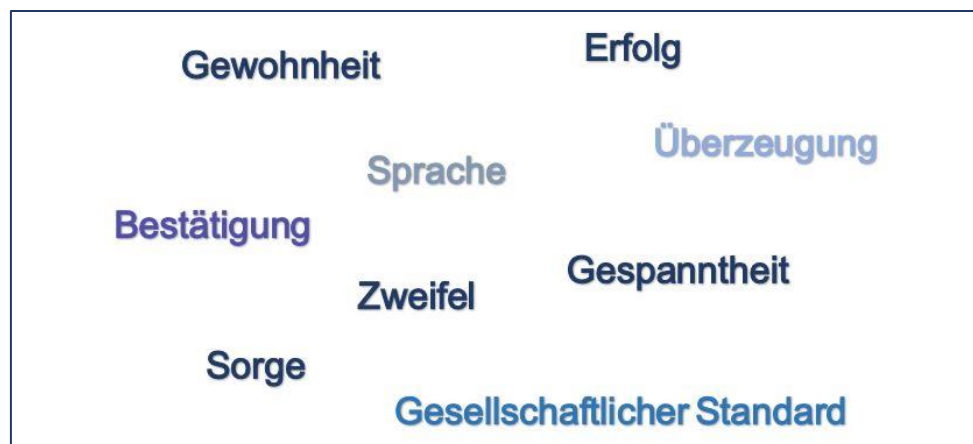 Erfolg
Gewohnheit
Überzeugung
Sprache
Bestätigung
Gespanntheit
Zweifel
Sorge
Gesellschaftlicher Standard